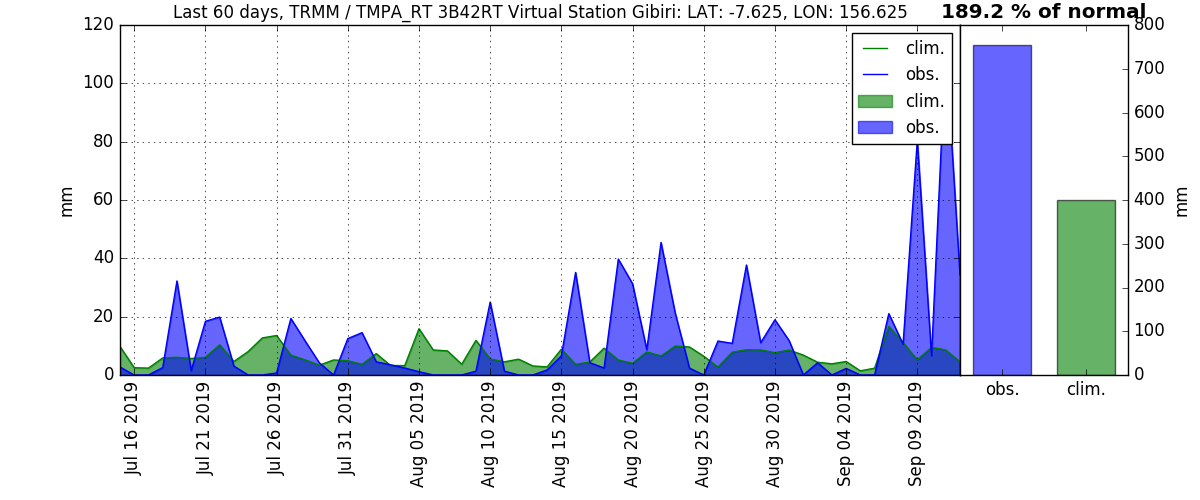 Last 60 days, TRMM / TMPA_RT 3B42RT Virtual Station Gibiri: LAT: -7.625, LON: 156.625
189.2 % of normal
120
100
80
60
40
20
0
mm
clim.
obs.
clim.
obs.
800
700
600
500
400
300
200
100
0
mm
Jul 16 2019
Jul 21 2019
Jul 26 2019
Jul 31 2019
Aug 05 2019
Aug 10 2019
Aug 15 2019
Aug 20 2019
Aug 25 2019
Aug 30 2019
Sep 04 2019
Sep 09 2019
obs.
clim.